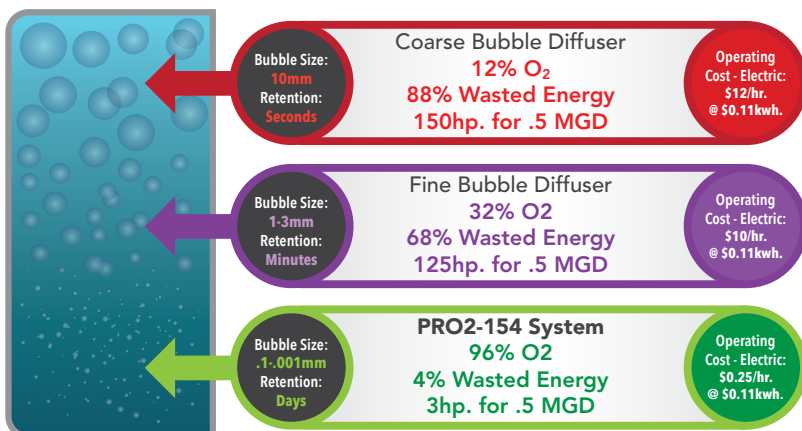 Bubble Size:
10mm
Retention:
Seconds
Coarse Bubble Diffuser
12% O₂
88% Wasted Energy
150hp. for .5 MGD
Operating
Cost - Electric:
$12/hr.
@ $0.11kwh.
Bubble Size:
1-3mm
Retention:
Minutes
Fine Bubble Diffuser
32% O2
68% Wasted Energy
125hp. for .5 MGD
Operating
Cost - Electric:
$10/hr.
@ $0.11kwh.
Bubble Size:
.1-.001mm
Retention:
Days
PRO2-154 System
96% O2
4% Wasted Energy
3hp. for .5 MGD
Operating
Cost - Electric:
$0.25/hr.
@ $0.11kwh.